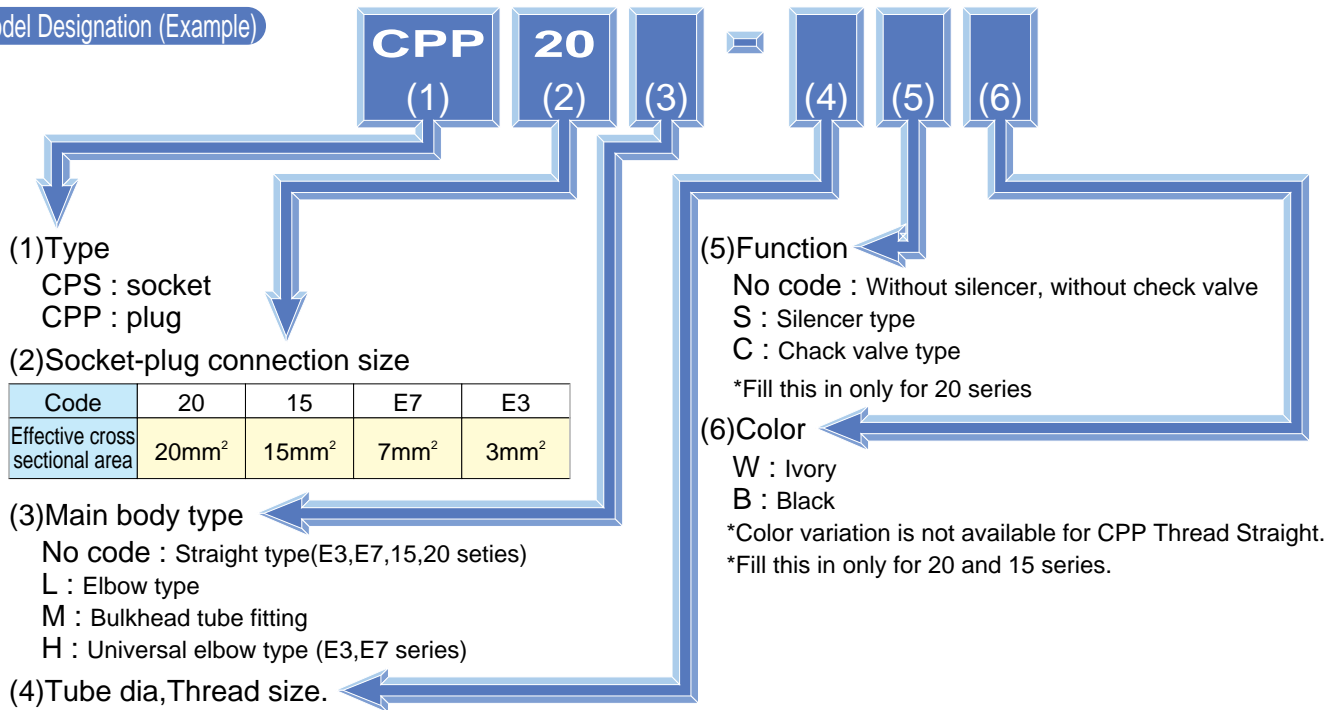 odel Designation (Example)
CPP 20 -
(1) (2) (3) (4) (5) (6)
(1)Type
CPS : socket
CPP : plug
(2)Socket-plug connection size
Code 20 15 E7 E3
Effective cross sectional area 20mm² 15mm² 7mm² 3mm²
(3)Main body type
No code : Straight type(E3,E7,15,20 seties)
L : Elbow type
M : Bulkhead tube fitting
H : Universal elbow type (E3,E7 series)
(4)Tube dia,Thread size.
(5)Function
No code : Without silencer, without check valve
S : Silencer type
C : Chack valve type
*Fill this in only for 20 series
(6)Color
W : Ivory
B : Black
*Color variation is not available for CPP Thread Straight.
*Fill this in only for 20 and 15 series.